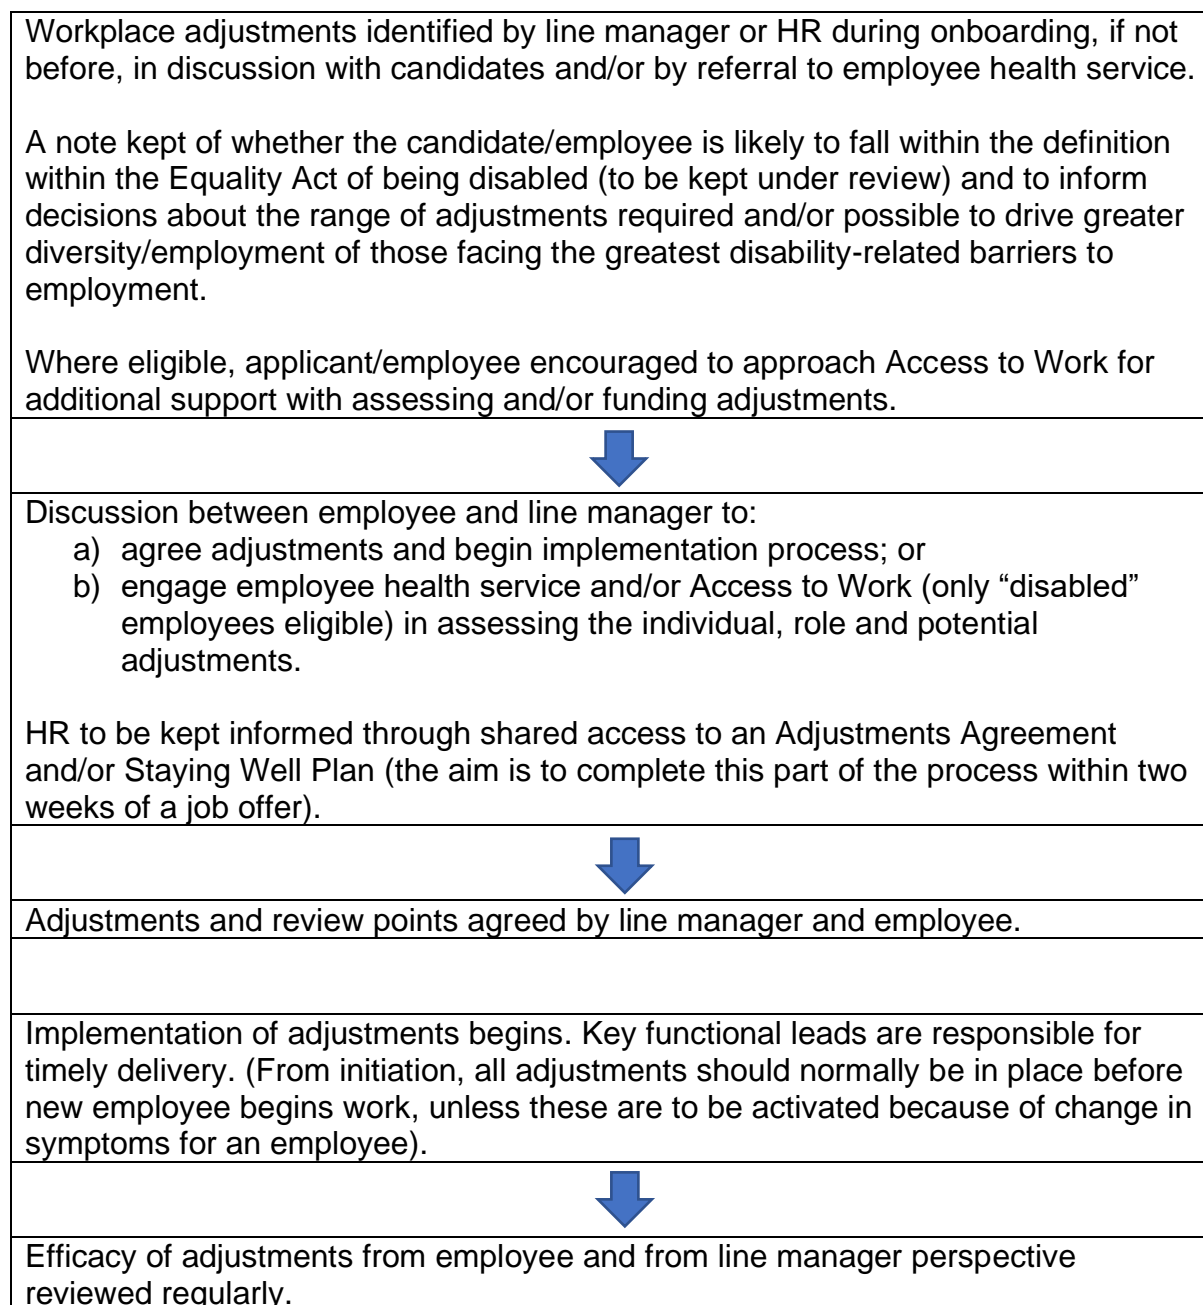 Workplace adjustments identified by line manager or HR during onboarding, if not
before, in discussion with candidates and/or by referral to employee health service.
A note kept of whether the candidate/employee is likely to fall within the definition
within the Equality Act of being disabled (to be kept under review) and to inform
decisions about the range of adjustments required and/or possible to drive greater
diversity/employment of those facing the greatest disability-related barriers to
employment.
Where eligible, applicant/employee encouraged to approach Access to Work for
additional support with assessing and/or funding adjustments.
Discussion between employee and line manager to:
a) agree adjustments and begin implementation process; or
b) engage employee health service and/or Access to Work (only “disabled”
employees eligible) in assessing the individual, role and potential
adjustments.
HR to be kept informed through shared access to an Adjustments Agreement
and/or Staying Well Plan (the aim is to complete this part of the process within two
weeks of a job offer).
Adjustments and review points agreed by line manager and employee.
Implementation of adjustments begins. Key functional leads are responsible for
timely delivery. (From initiation, all adjustments should normally be in place before
new employee begins work, unless these are to be activated because of change in
symptoms for an employee).
Efficacy of adjustments from employee and from line manager perspective
reviewed regularly.